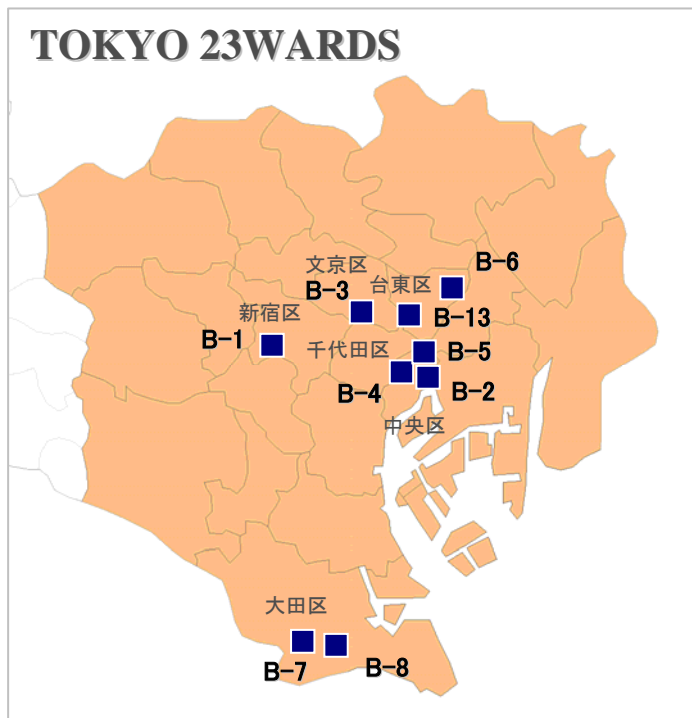 TOKYO 23WARDS
文京区
B-6
台東区
B-3
新宿区
B-13
B-1
千代田区
B-5
B-4
B-2
中央区
大田区
B-7
B-8